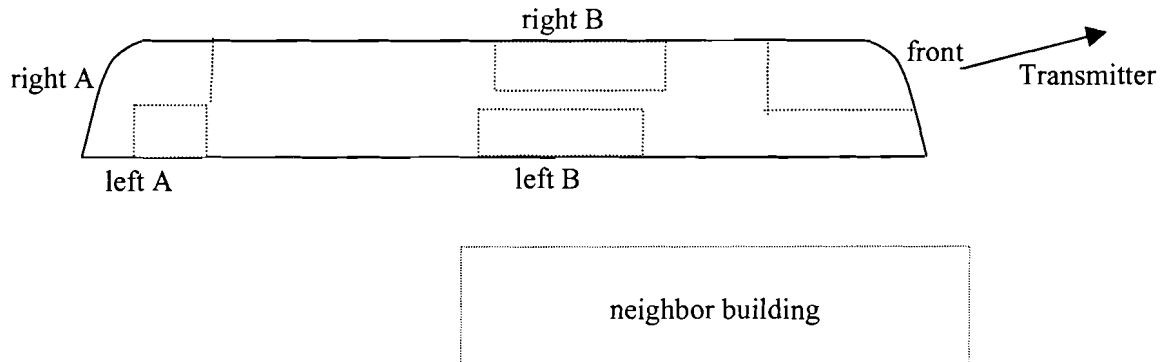 right B
front
right A
Transmitter
left A
left B
neighbor building